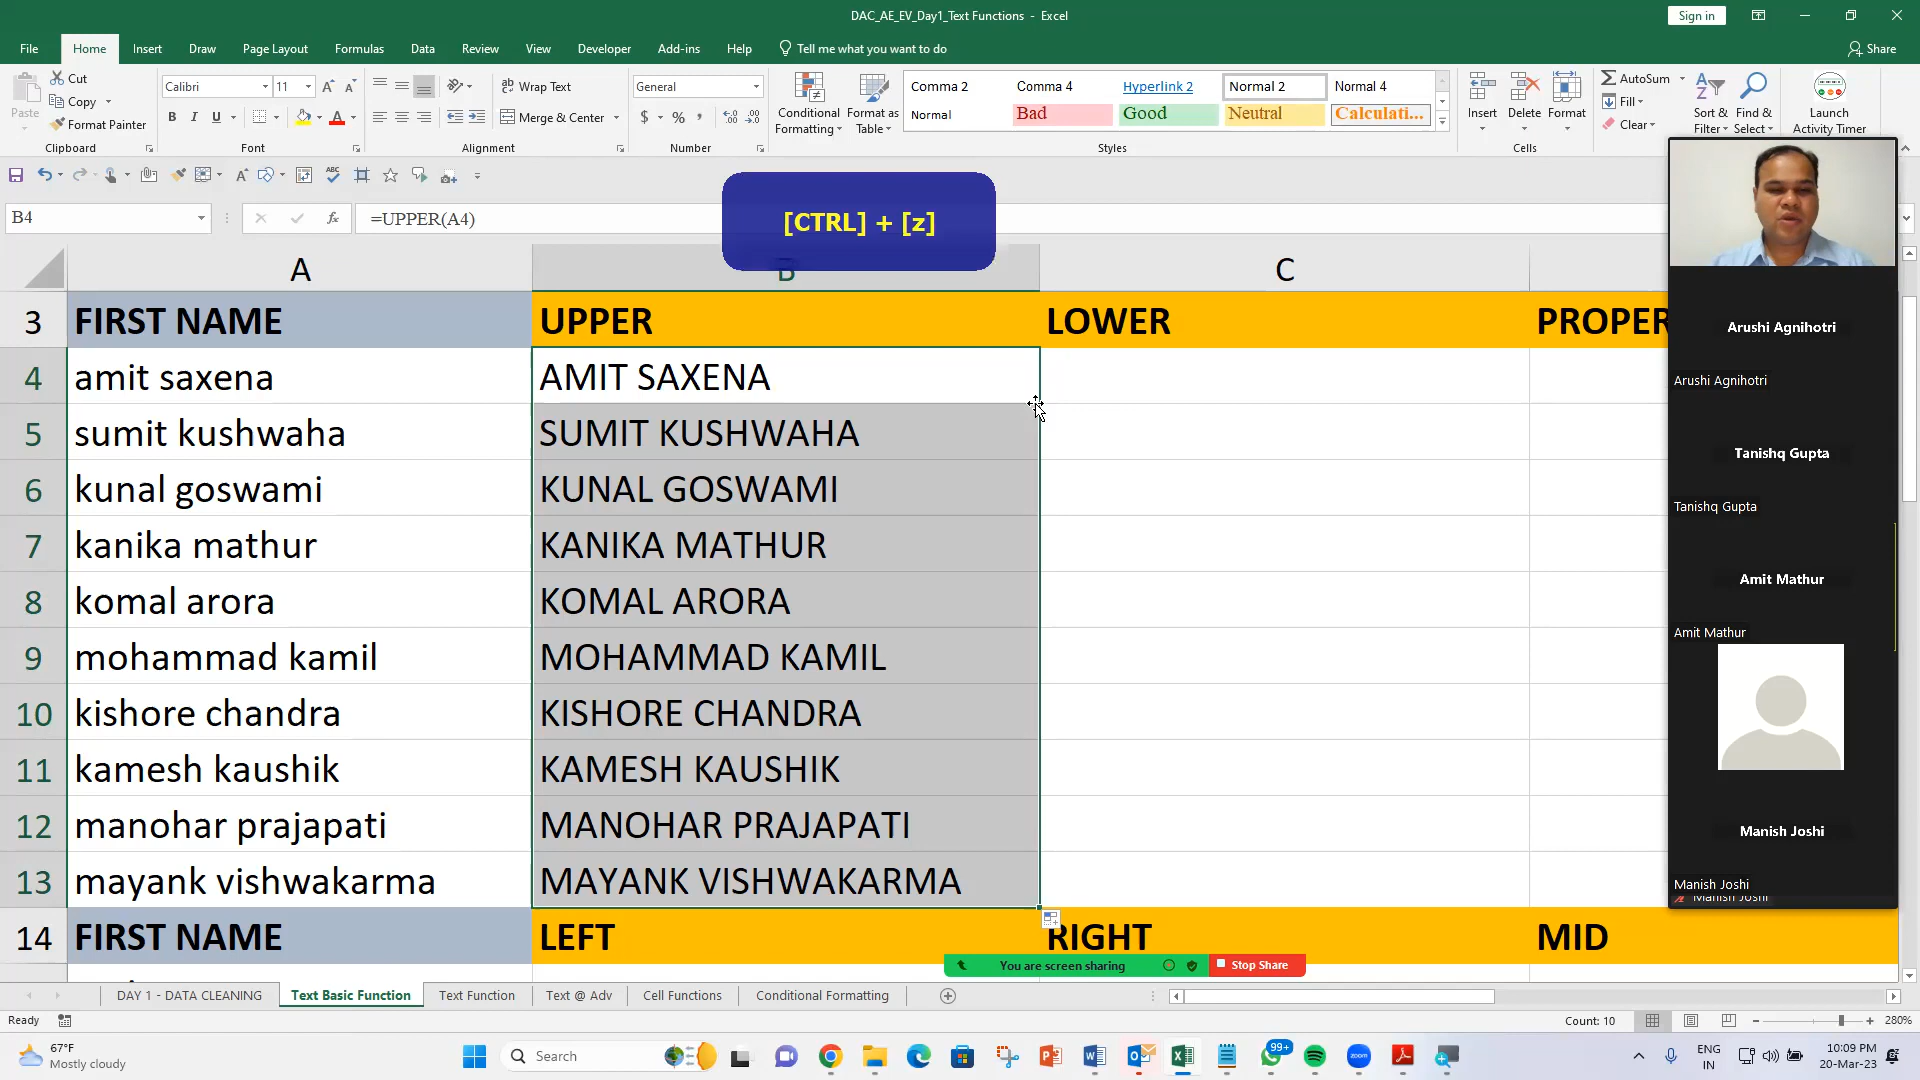 DAC_AE_EV_Day1_Text Functions - Excel
Sign in
File Home Insert Draw Page Layout Formulas Data Review View Developer Add-ins Help Tell me what you want to do
Share
Paste
Cut
Copy
Format Painter
Calibri 11
B I U
Wrap Text
Merge & Center
General
$ %
Conditional Formatting
Format as Table
Comma 2 Comma 4 Hyperlink 2 Normal 2 Normal 4
Normal Bad Good Neutral Calculati...
Insert Delete Format
AutoSum
Fill
Clear
Sort & Filter
Find & Select
Launch Activity Timer
Clipboard Font Alignment Number Styles Cells
B4
fx
=UPPER(A4)
[CTRL] + [z]
A B C
3 FIRST NAME UPPER LOWER PROPER
4 amit saxena AMIT SAXENA
5 sumit kushwaha SUMIT KUSHWAHA
6 kunal goswami KUNAL GOSWAMI
7 kanika mathur KANIKA MATHUR
8 komal arora KOMAL ARORA
9 mohammad kamil MOHAMMAD KAMIL
10 kishore chandra KISHORE CHANDRA
11 kamesh kaushik KAMESH KAUSHIK
12 manohar prajapati MANOHAR PRAJAPATI
13 mayank vishwakarma MAYANK VISHWAKARMA
14 FIRST NAME LEFT RIGHT MID
Arushi Agnihotri
Arushi Agnihotri
Tanishq Gupta
Tanishq Gupta
Amit Mathur
Amit Mathur
Manish Joshi
Manish Joshi
Manish Joshi
You are screen sharing Stop Share
DAY 1 - DATA CLEANING Text Basic Function Text Function Text @ Adv Cell Functions Conditional Formatting
Ready
Count: 10
280%
67°F
Mostly cloudy
Search
99+
zoom
ENG
IN
10:09 PM
20-Mar-23